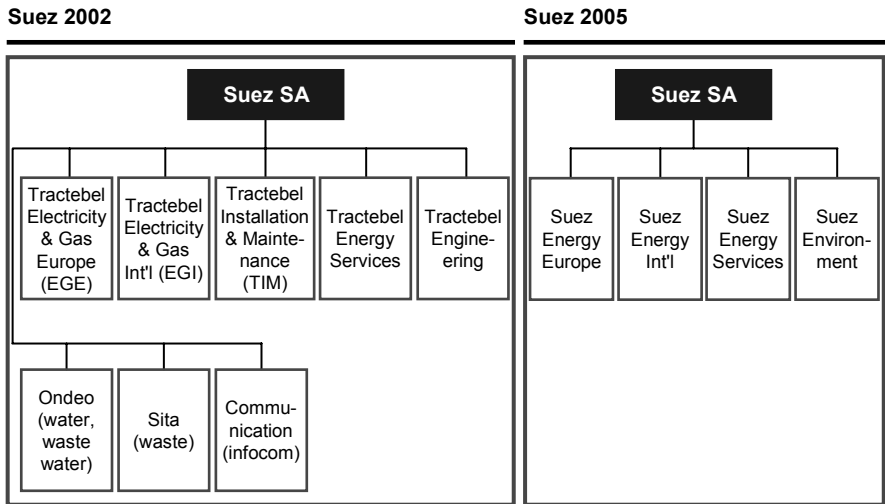 Suez 2002
Suez 2005
Suez SA
Tractebel
Electricity
& Gas
Europe
(EGE)
Tractebel
Electricity
& Gas
Int'l (EGI)
Tractebel
Installation
& Mainte-
nance
(TIM)
Tractebel
Energy
Services
Tractebel
Engine-
ering
Ondeo
(water,
waste
water)
Sita
(waste)
Commu-
nication
(infocom)
Suez SA
Suez
Energy
Europe
Suez
Energy
Int'l
Suez
Energy
Services
Suez
Environ-
ment